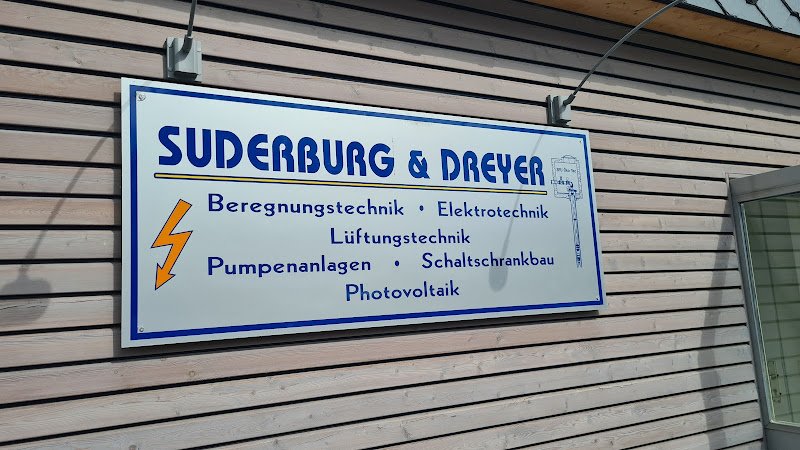 SUDERBURG & DREYER
Beregnungstechnik • Elektrotechnik
Lüftungstechnik
Pumpenanlagen • Schaltschrankbau
Photovoltaik